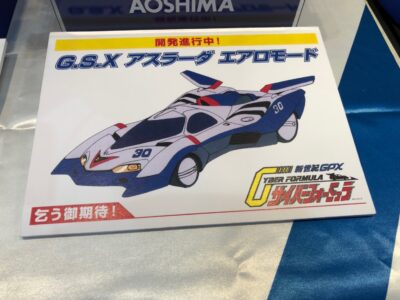 AOSHIMA
開発進行中！
G.S.X アスラーダ エアロモード
30
30
新世紀GPX
CYBER FORMULA
サイバーフォーミュラ
乞う御期待！